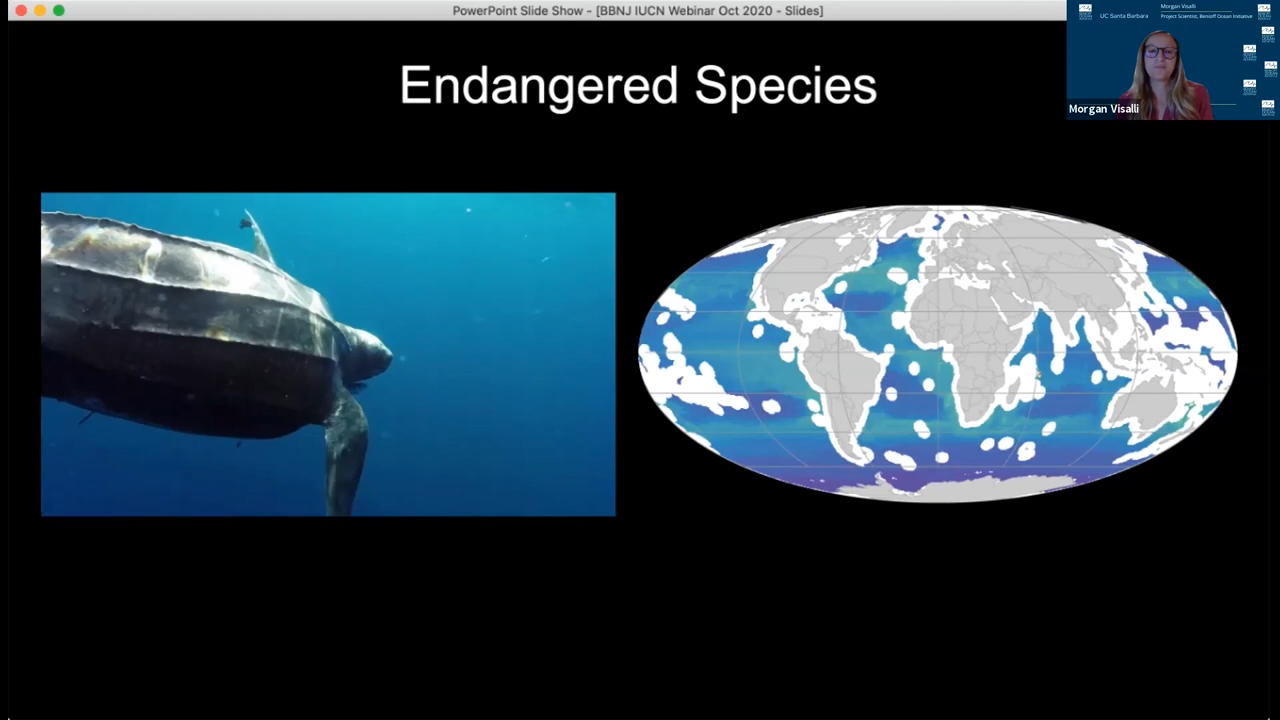 PowerPoint Slide Show - [BBNJ IUCN Webinar Oct 2020 - Slides]
UC Santa Barbara
Morgan Visalli
Project Scientist, Benioff Ocean Initiative
Morgan Visalli
Endangered Species